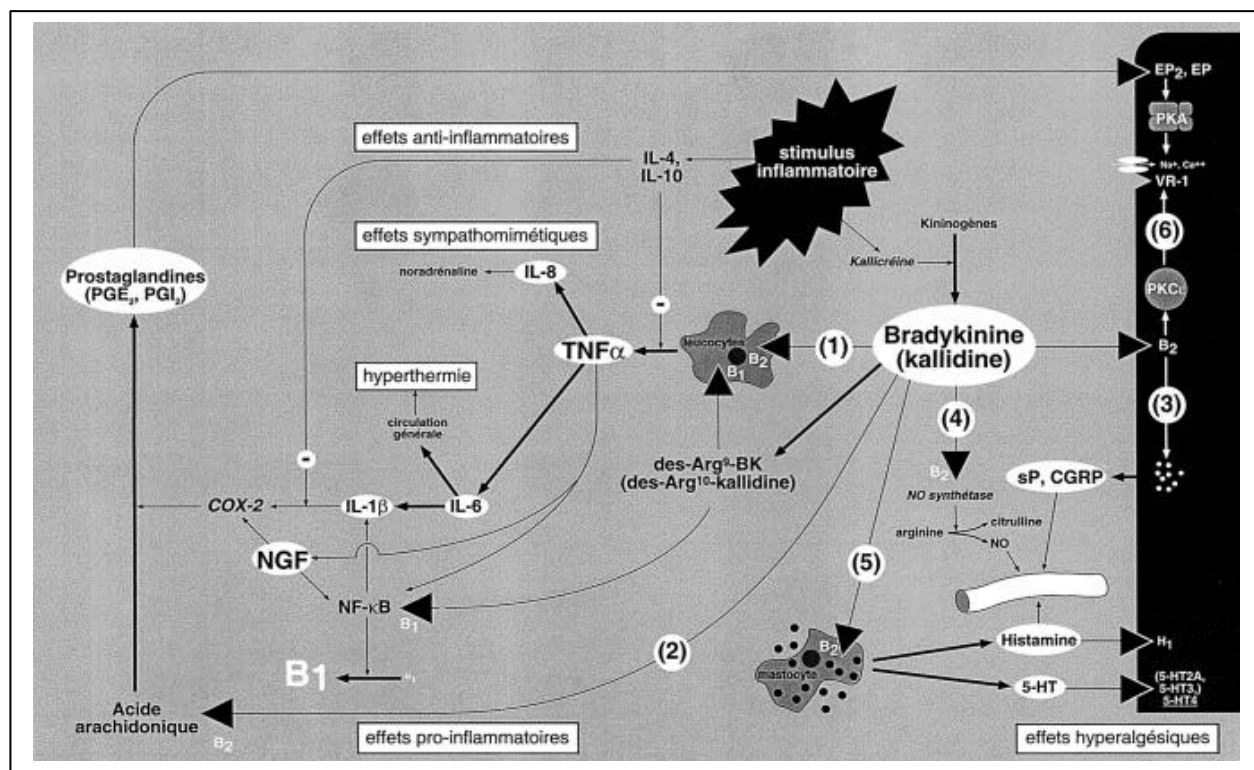 EP2, EP
PKA
Na+, Ca++
VR-1
(6)
PKCε
B2
(3)
effets anti-inflammatoires
IL-4,
IL-10
stimulus
inflammatoire
Kininogènes
Kallicréine
effets sympathomimétiques
noradrénaline
IL-8
Prostaglandines
(PGE2, PGI2)
-
TNFα
leucocytes
B2
B1
(1)
Bradykinine
(kallidine)
hyperthermie
circulation
générale
(4)
des-Arg9-BK
(des-Arg10-kallidine)
B2
NO synthétase
sP, CGRP
-
COX-2
IL-1β
IL-6
arginine
citrulline
NO
NGF
(5)
NF-κB
B1
(2)
B2
mastocyte
Histamine
H1
B1
5-HT
(5-HT2A,
5-HT3,)
5-HT4
Acide
arachidonique
B2
effets pro-inflammatoires
effets hyperalgésiques